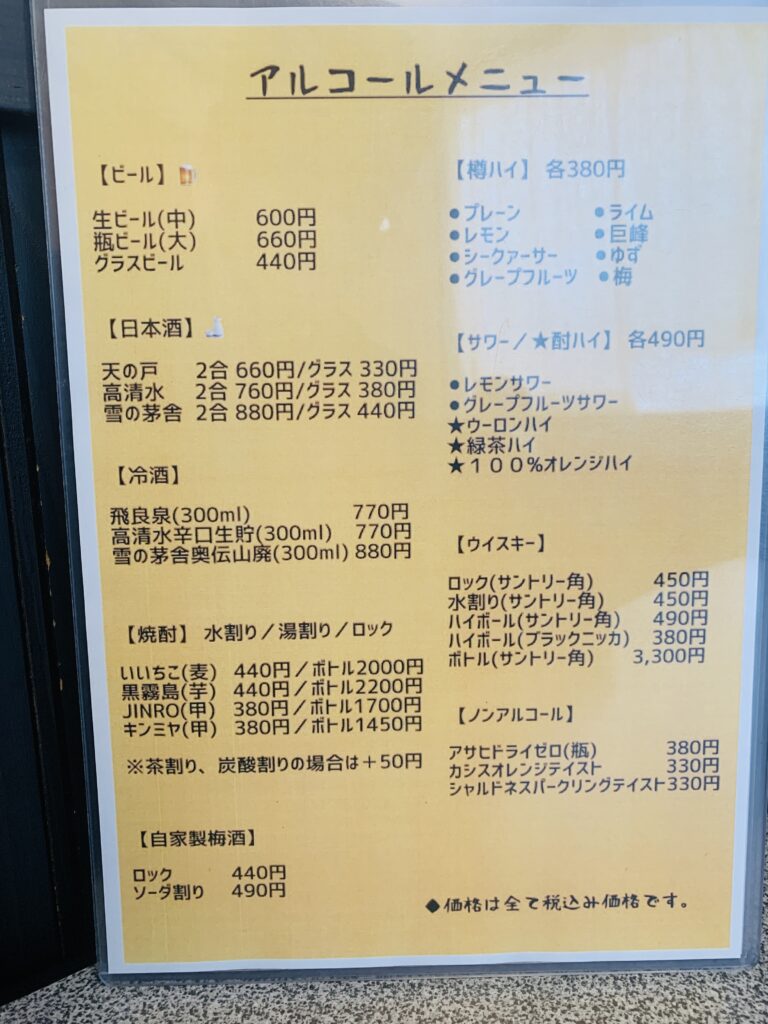 アルコールメニュー
【ビール】
生ビール(中) 600円
瓶ビール(大) 660円
グラスビール 440円
【日本酒】
天の戸 2合 660円/グラス 330円
高清水 2合 760円/グラス 380円
雪の茅舎 2合 880円/グラス 440円
【冷酒】
飛良泉(300ml) 770円
高清水辛口生貯(300ml) 770円
雪の茅舎奥伝山廃(300ml) 880円
【焼酎】 水割り／湯割り／ロック
いいちこ(麦) 440円／ボトル2000円
黒霧島(芋) 440円／ボトル2200円
JINRO(甲) 380円／ボトル1700円
キンミヤ(甲) 380円／ボトル1450円
※茶割り、炭酸割りの場合は＋50円
【自家製梅酒】
ロック 440円
ソーダ割り 490円
【樽ハイ】 各380円
●プレーン ●ライム
●レモン ●巨峰
●シークァーサー ●ゆず
●グレープフルーツ ●梅
【サワー／★酎ハイ】 各490円
●レモンサワー
●グレープフルーツサワー
★ウーロンハイ
★緑茶ハイ
★１００％オレンジハイ
【ウイスキー】
ロック(サントリー角) 450円
水割り(サントリー角) 450円
ハイボール(サントリー角) 490円
ハイボール(ブラックニッカ) 380円
ボトル(サントリー角) 3,300円
【ノンアルコール】
アサヒドライゼロ(瓶) 380円
カシスオレンジテイスト 330円
シャルドネスパークリングテイスト330円
◆価格は全て税込み価格です。